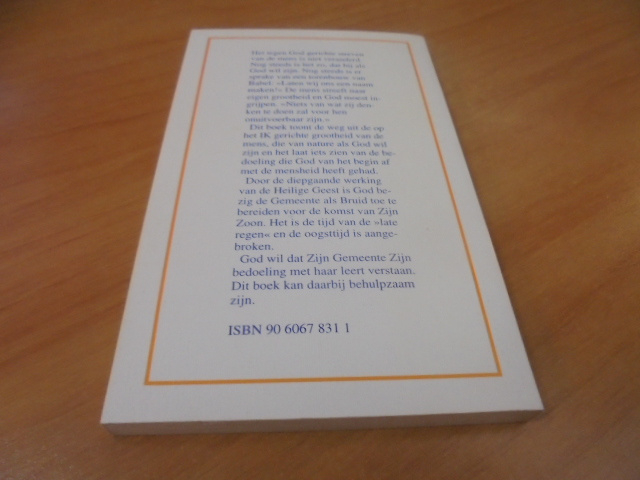 Het tegen God gerichte streven
van de mens is niet veranderd.
Nog steeds is het zo, dat hij als
God wil zijn. Nog steeds is er
sprake van een torenbouw van
Babel: »Laten wij ons een naam
maken!« De mens streeft naar
eigen grootheid en God moest in-
grijpen. »Niets van wat zij den-
ken te doen zal voor hen
onuitvoerbaar zijn.«
Dit boek toont de weg uit de op
het IK gerichte grootheid van de
mens, die van nature als God wil
zijn en het laat iets zien van de be-
doeling die God van het begin af
met de mensheid heeft gehad.
Door de diepgaande werking
van de Heilige Geest is God be-
zig de Gemeente als Bruid toe te
bereiden voor de komst van Zijn
Zoon. Het is de tijd van de »late
regen« en de oogsttijd is aange-
broken.
God wil dat Zijn Gemeente Zijn
bedoeling met haar leert verstaan.
Dit boek kan daarbij behulpzaam
zijn.
ISBN 90 6067 831 1